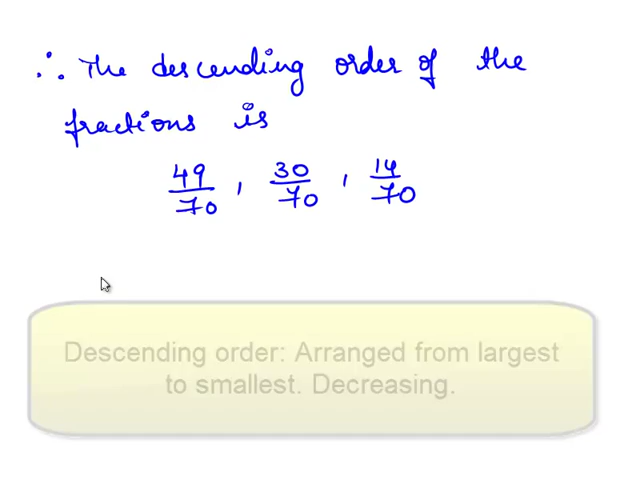 ∴ The descending order of the
fractions is
49/70 , 30/70 , 14/70
Descending order: Arranged from largest
to smallest. Decreasing.